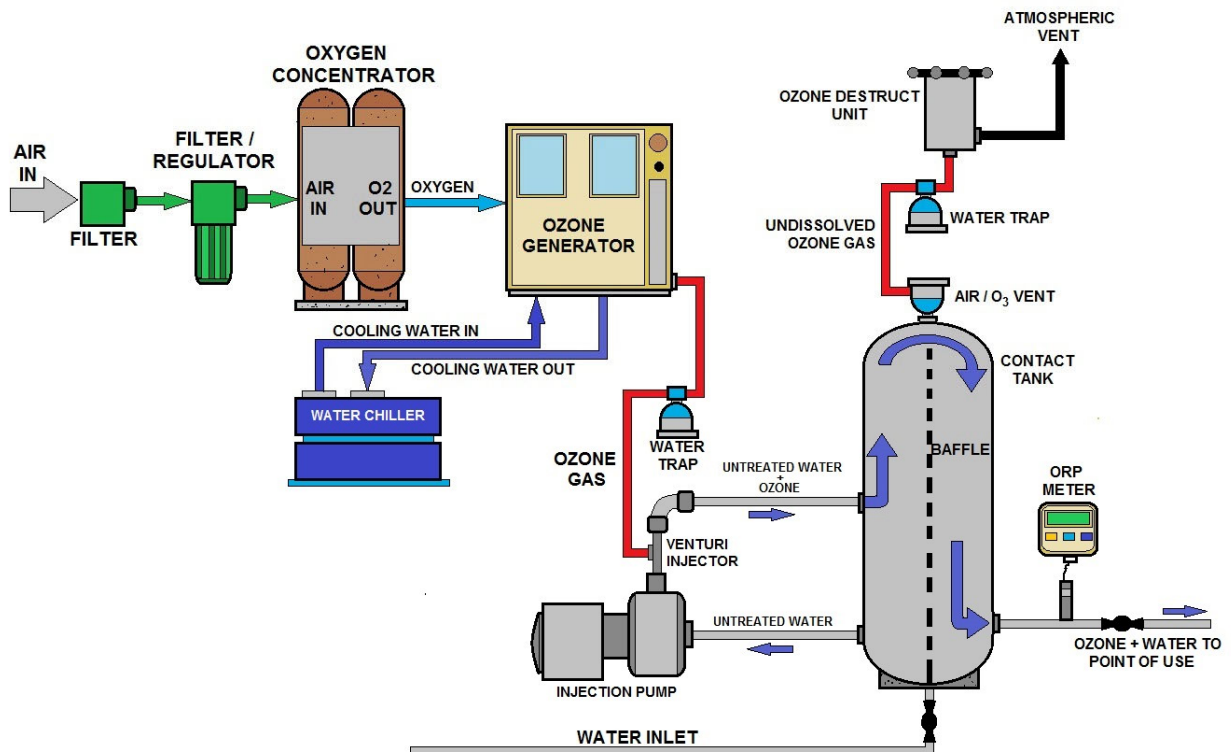 ATMOSPHERIC
VENT
OXYGEN
CONCENTRATOR
OZONE DESTRUCT
UNIT
FILTER /
REGULATOR
AIR
IN
AIR
IN
O2
OUT
OXYGEN
OZONE
GENERATOR
FILTER
WATER TRAP
UNDISSOLVED
OZONE GAS
AIR / O3 VENT
COOLING WATER IN
COOLING WATER OUT
CONTACT
TANK
WATER CHILLER
WATER
TRAP
BAFFLE
OZONE
GAS
UNTREATED WATER
+
OZONE
ORP
METER
VENTURI
INJECTOR
UNTREATED WATER
OZONE + WATER TO
POINT OF USE
INJECTION PUMP
WATER INLET